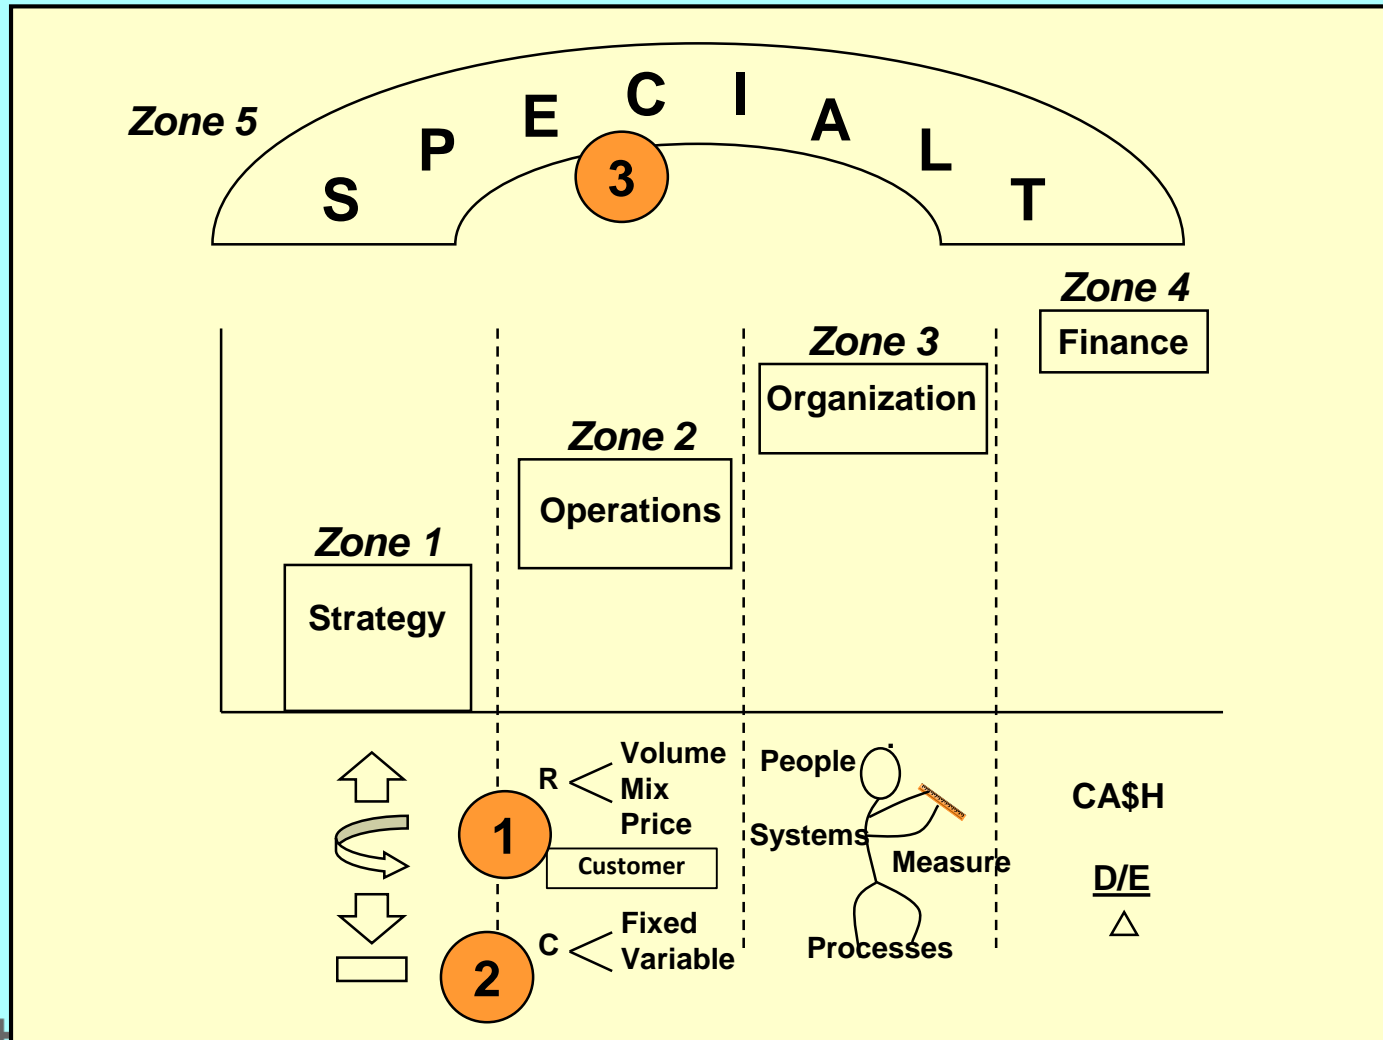 Zone 5
S P E C I A L T
3
Zone 4
Finance
Zone 3
Organization
Zone 2
Operations
Zone 1
Strategy
R
Volume
Mix
Price
1
Customer
C
Fixed
Variable
2
People
Systems
Measure
Processes
CA$H
D/E
△